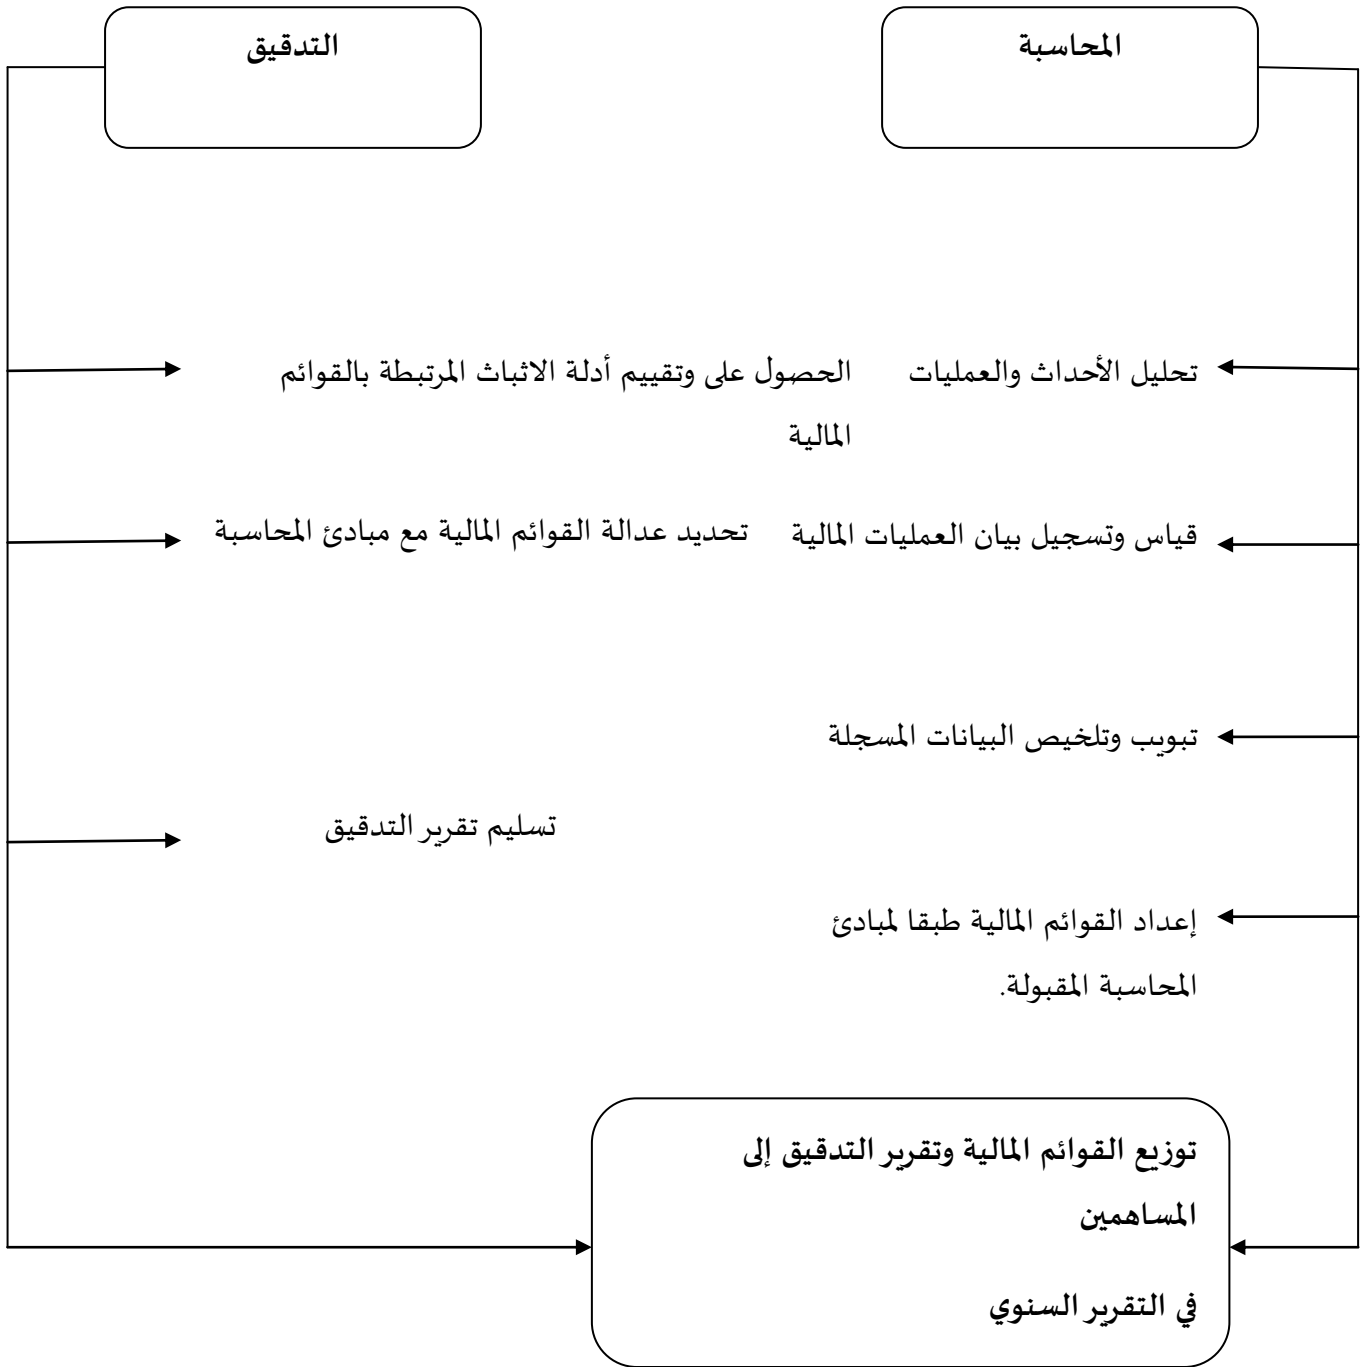 المحاسبة
التدقيق
تحليل الأحداث والعمليات
الحصول على وتقييم أدلة الاثبات المرتبطة بالقوائم
المالية
قياس وتسجيل بيان العمليات المالية
تحديد عدالة القوائم المالية مع مبادئ المحاسبة
تبويب وتلخيص البيانات المسجلة
تسليم تقرير التدقيق
إعداد القوائم المالية طبقا لمبادئ
المحاسبة المقبولة.
توزيع القوائم المالية وتقرير التدقيق إلى
المساهمين
في التقرير السنوي